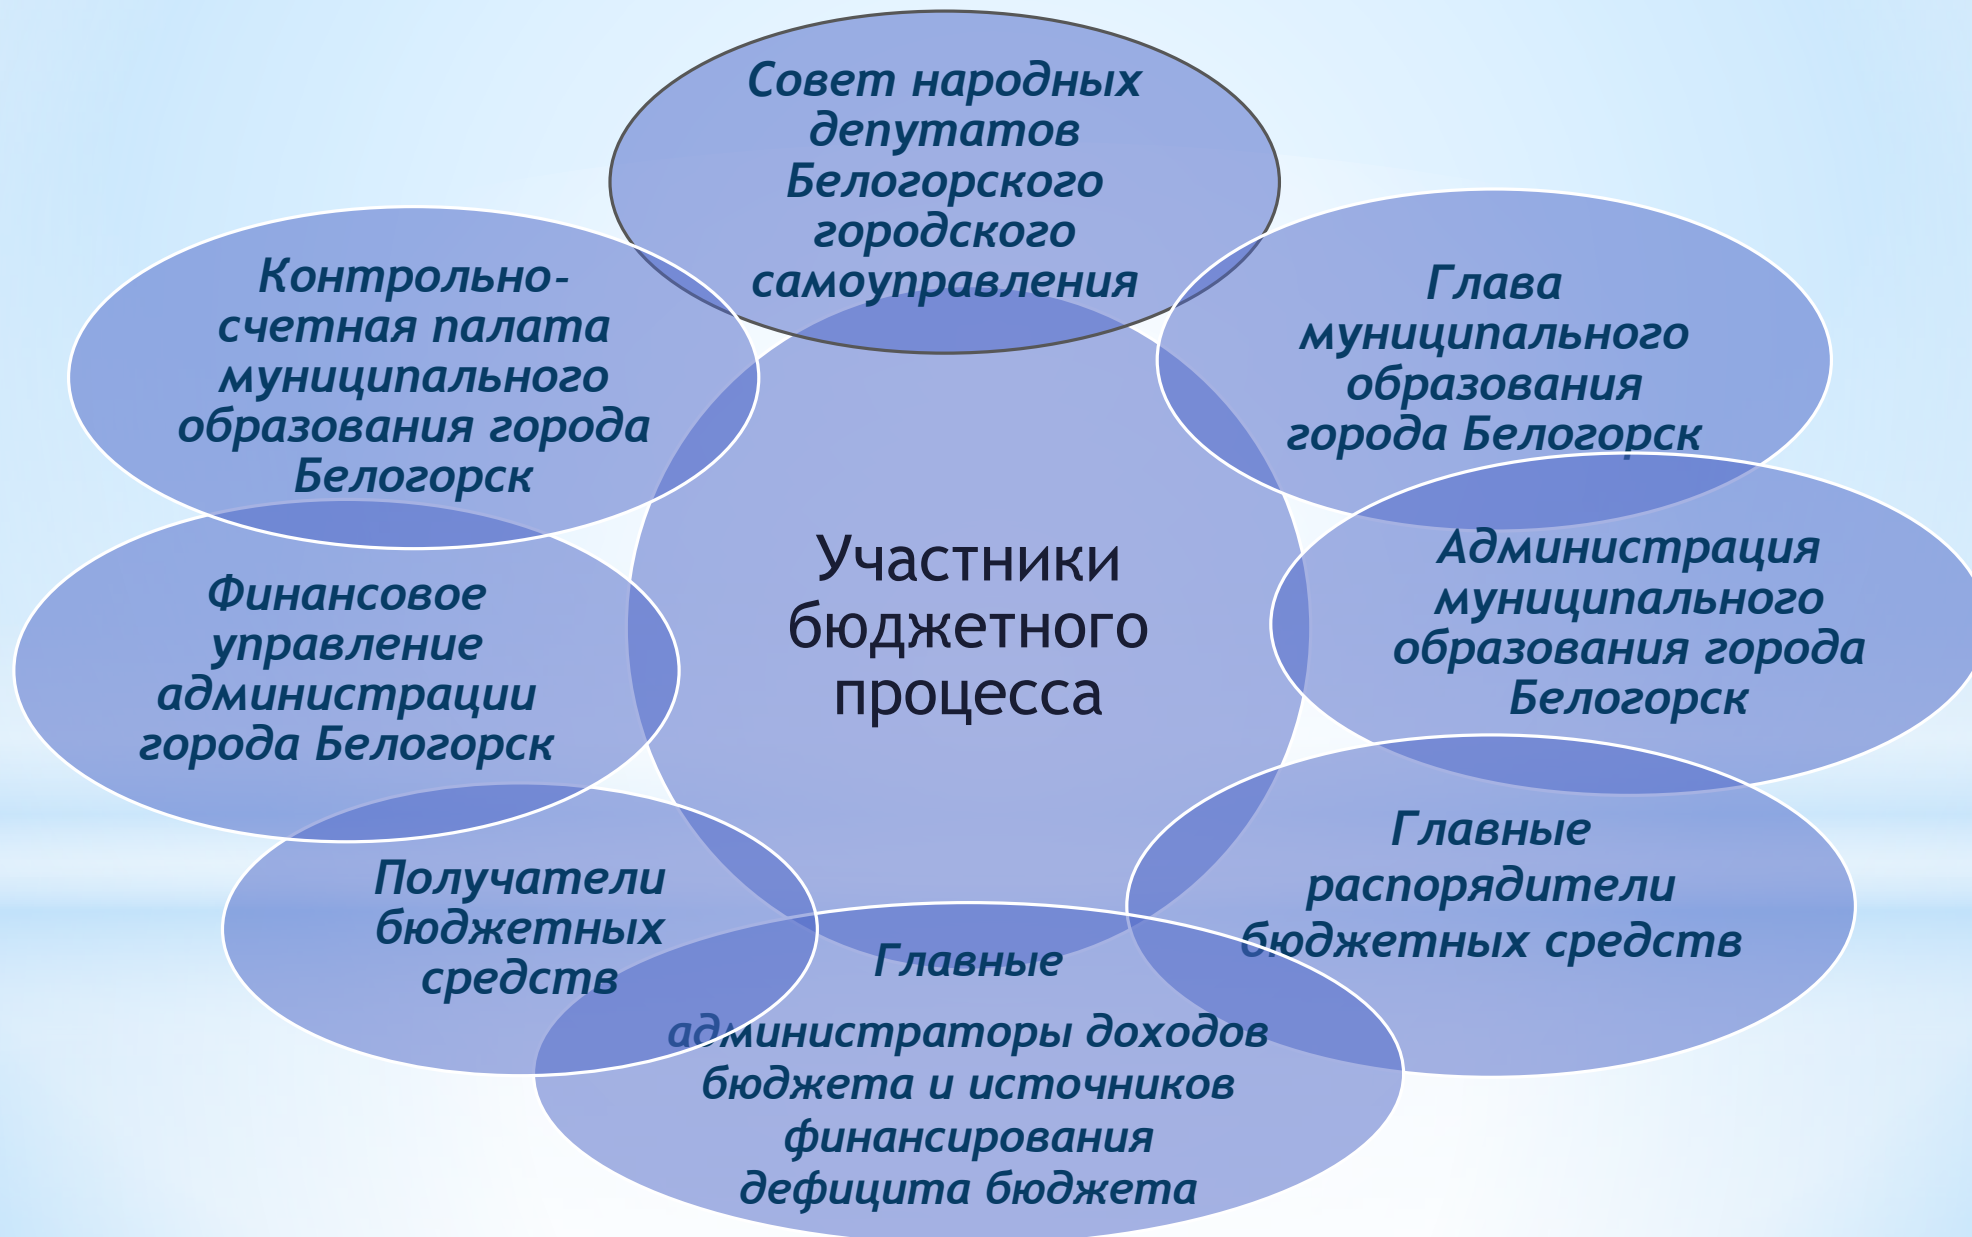 Совет народных
депутатов
Белогорского
городского
самоуправления
Глава
муниципального
образования
города Белогорск
Администрация
муниципального
образования города
Белогорск
Главные
распорядители
бюджетных средств
Главные
администраторы доходов
бюджета и источников
финансирования
дефицита бюджета
Получатели
бюджетных
средств
Финансовое
управление
администрации
города Белогорск
Контрольно-
счетная палата
муниципального
образования города
Белогорск
Участники
бюджетного
процесса